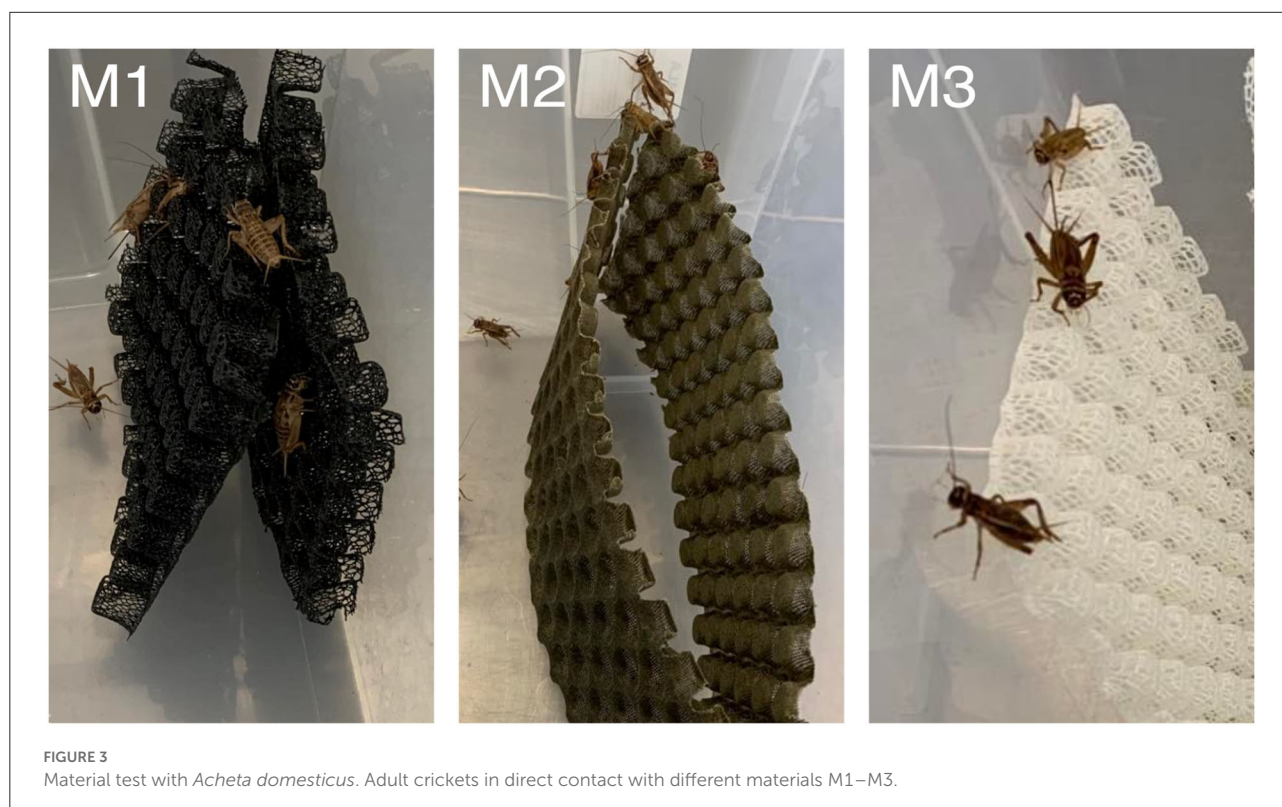 M1
M2
M3
FIGURE 3
Material test with Acheta domesticus. Adult crickets in direct contact with different materials M1–M3.